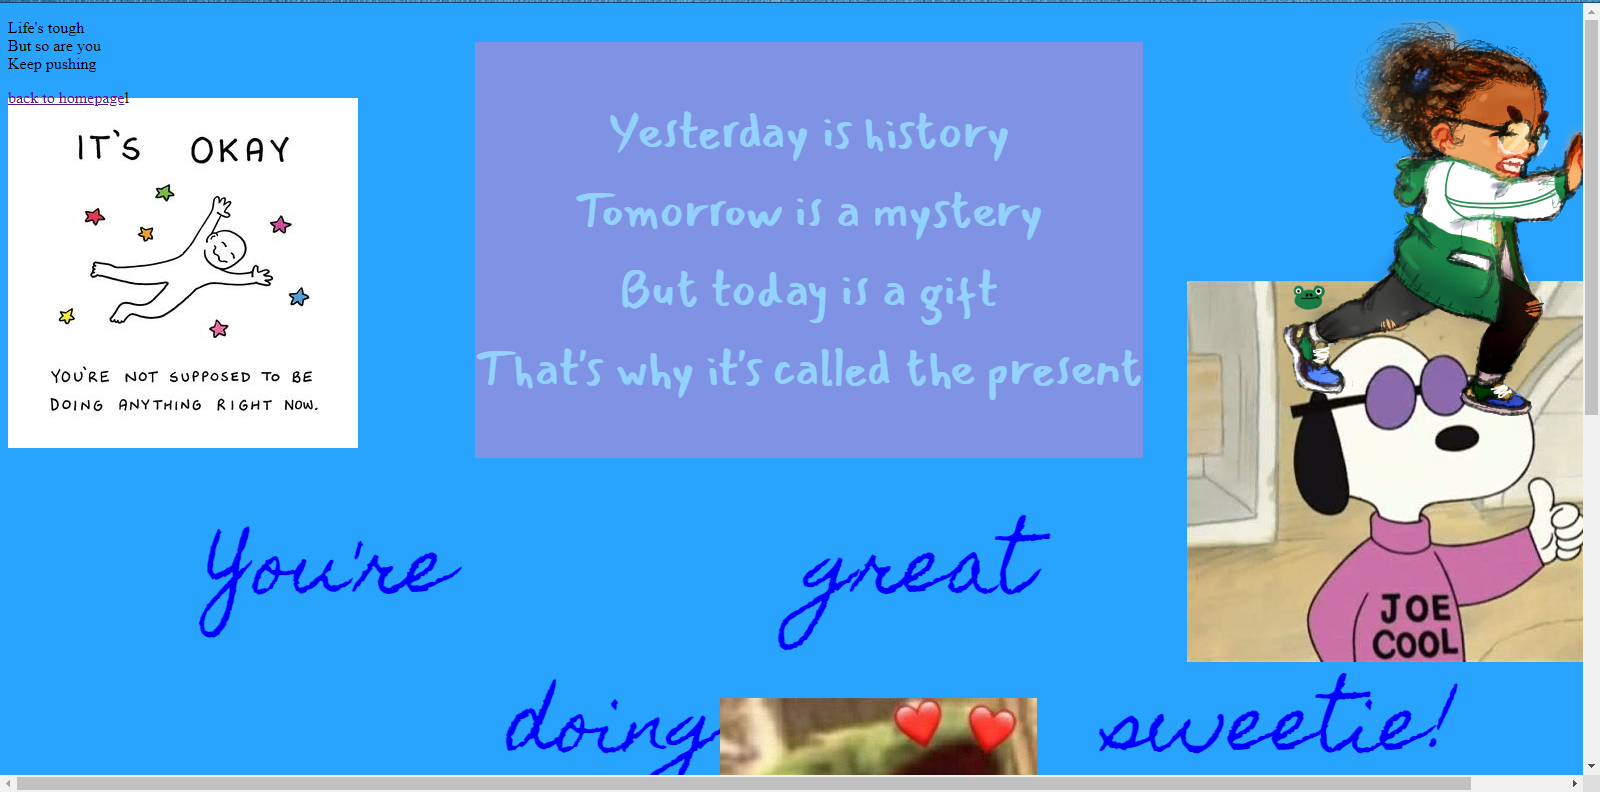 Life's tough
But so are you
Keep pushing
back to homepagel
IT'S OKAY
YOU'RE NOT SUPPOSED TO BE
DOING ANYTHING RIGHT NOW.
Yesterday is history
Tomorrow is a mystery
But today is a gift
That's why it's called the present
JOE
COOL
You're great
doing sweetie!